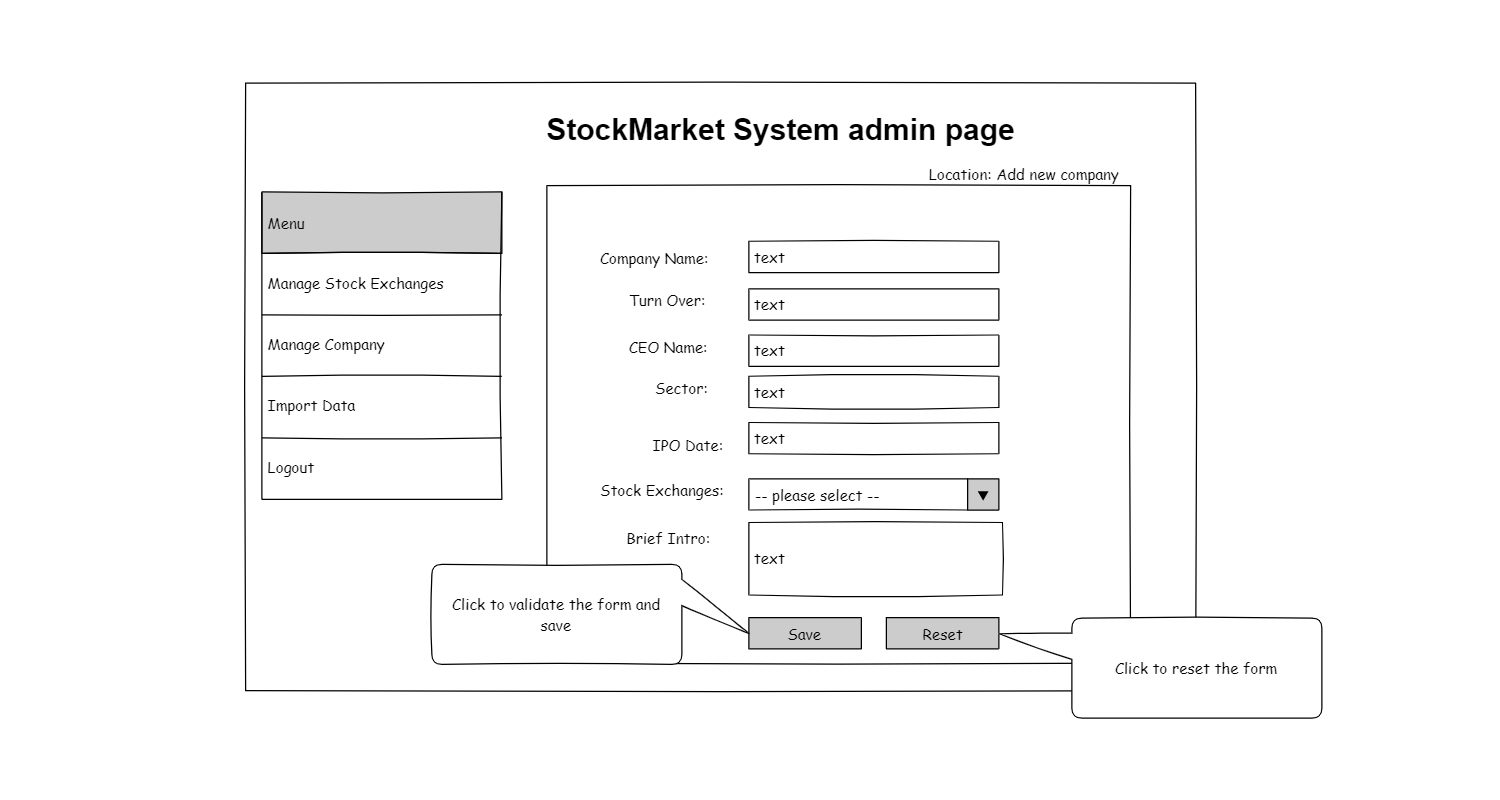 StockMarket System admin page
Location: Add new company
Menu
Manage Stock Exchanges
Manage Company
Import Data
Logout
Company Name: text
Turn Over: text
CEO Name: text
Sector: text
IPO Date: text
Stock Exchanges: -- please select --
Brief Intro: text
Click to validate the form and
save
Save Reset
Click to reset the form